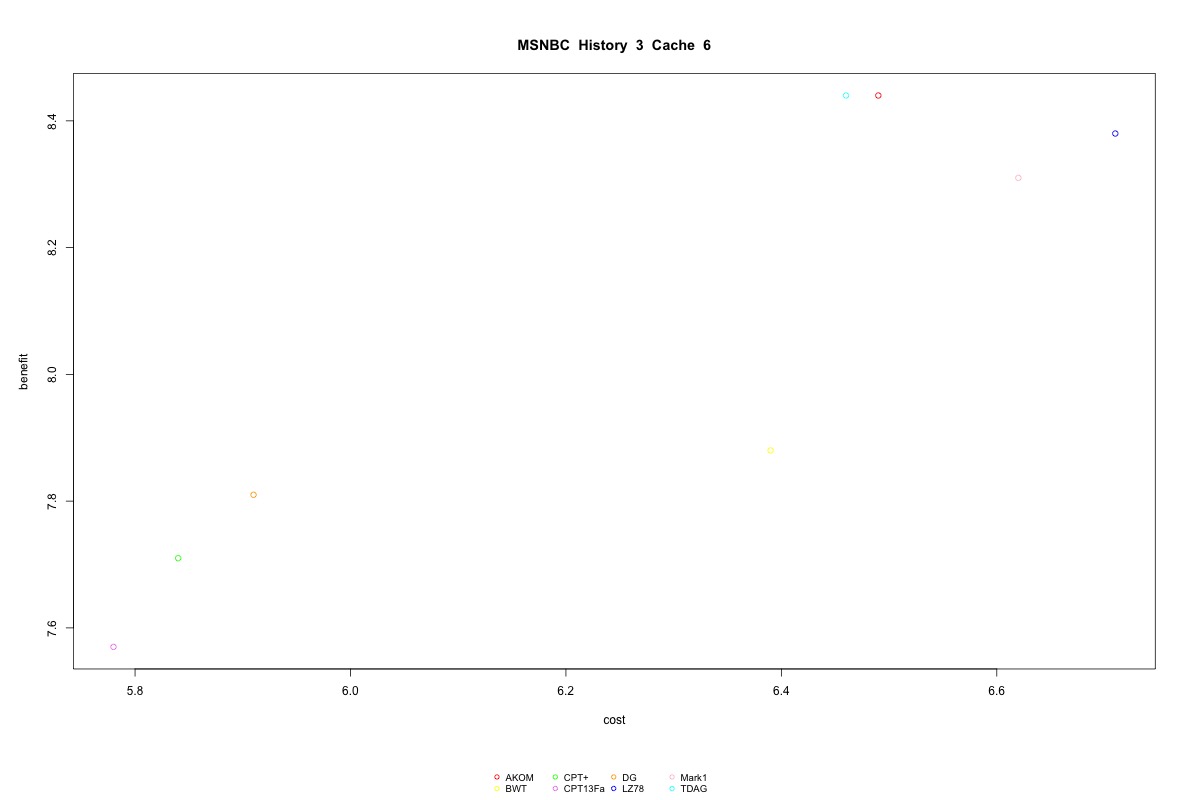 MSNBC History 3 Cache 6
benefit
8.4
8.2
8.0
7.8
7.6
5.8 6.0 6.2 6.4 6.6
cost
AKOM CPT+ DG Mark1
BWT CPT13Fa LZ78 TDAG